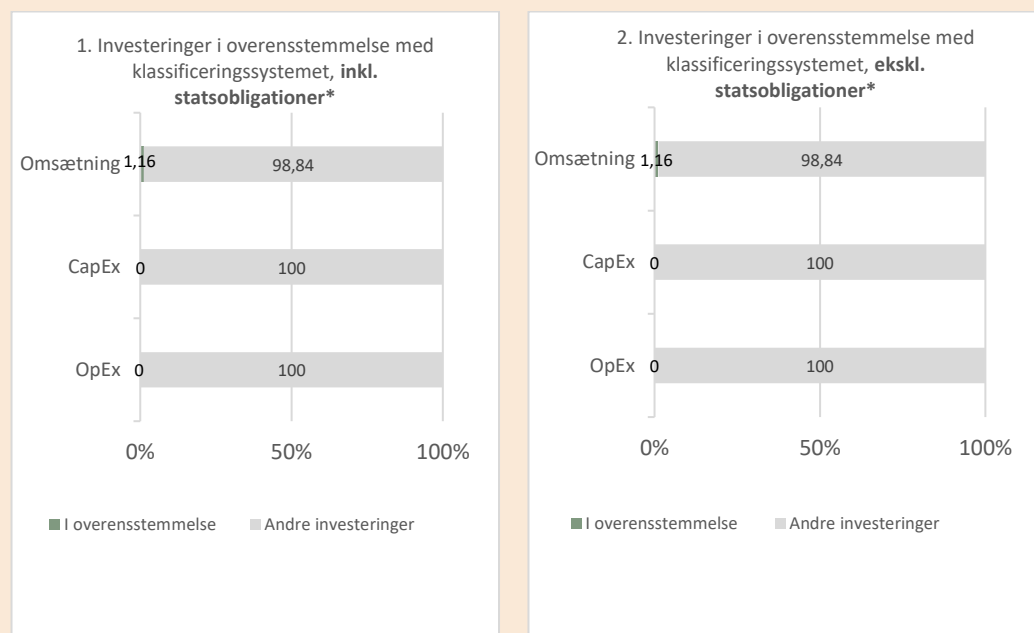 1. Investeringer i overensstemmelse med
klassificeringssystemet, inkl.
statsobligationer*
Omsætning 1,16 98,84
CapEx 0 100
OpEx 0 100
0% 50% 100%
I overensstemmelse Andre investeringer
2. Investeringer i overensstemmelse med
klassificeringssystemet, ekskl.
statsobligationer*
Omsætning 1,16 98,84
CapEx 0 100
OpEx 0 100
0% 50% 100%
I overensstemmelse Andre investeringer